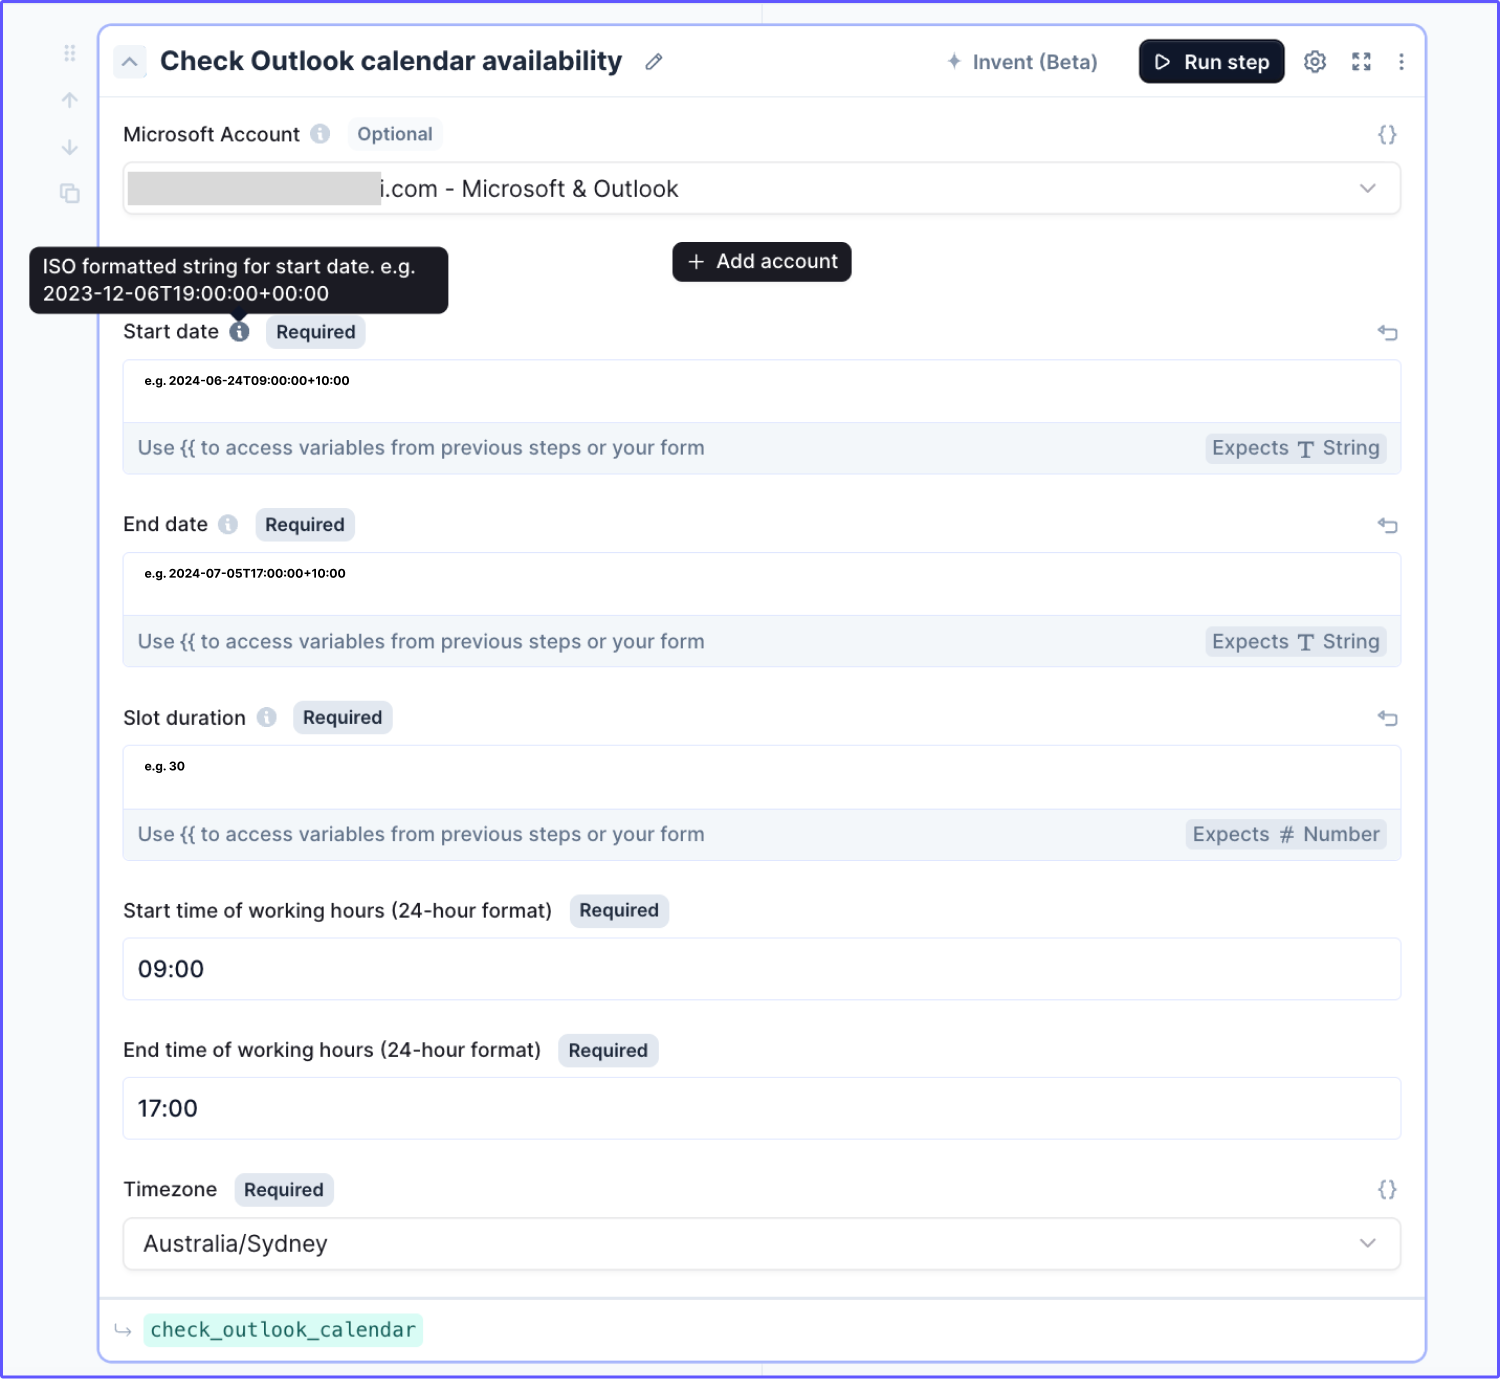 Check Outlook calendar availability
Invent (Beta)
Run step
Microsoft Account
Optional
i.com - Microsoft & Outlook
Add account
ISO formatted string for start date. e.g.
2023-12-06T19:00:00+00:00
Start date
Required
e.g. 2024-06-24T09:00:00+10:00
Use {{ to access variables from previous steps or your form
Expects T String
End date
Required
e.g. 2024-07-05T17:00:00+10:00
Use {{ to access variables from previous steps or your form
Expects T String
Slot duration
Required
e.g. 30
Use {{ to access variables from previous steps or your form
Expects # Number
Start time of working hours (24-hour format)
Required
09:00
End time of working hours (24-hour format)
Required
17:00
Timezone
Required
Australia/Sydney
check_outlook_calendar